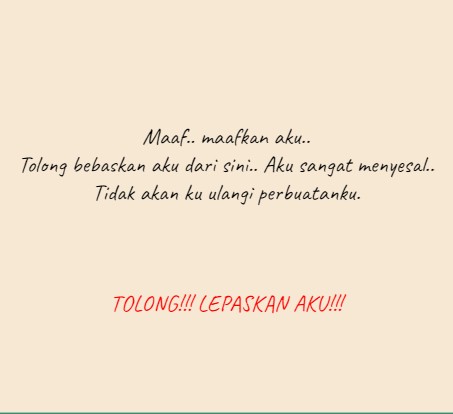 Maaf.. maafkan aku..
Tolong bebaskan aku dari sini.. Aku sangat menyesal..
Tidak akan ku ulangi perbuatanku.
TOLONG!!! LEPASKAN AKU!!!